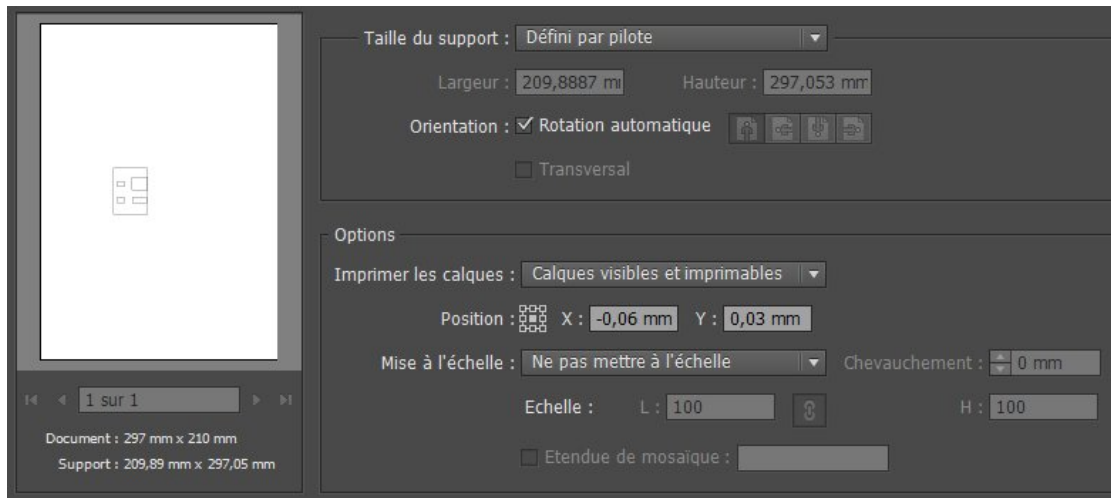 Taille du support : Défini par pilote
Largeur : 209,8887 mm Hauteur : 297,053 mm
Orientation : Rotation automatique
Transversal
Options
Imprimer les calques : Calques visibles et imprimables
Position : X : -0,06 mm Y : 0,03 mm
Mise à l'échelle : Ne pas mettre à l'échelle Chevauchement : 0 mm
Echelle : L : 100 H : 100
Etendue de mosaïque :
1 sur 1
Document : 297 mm x 210 mm
Support : 209,89 mm x 297,05 mm